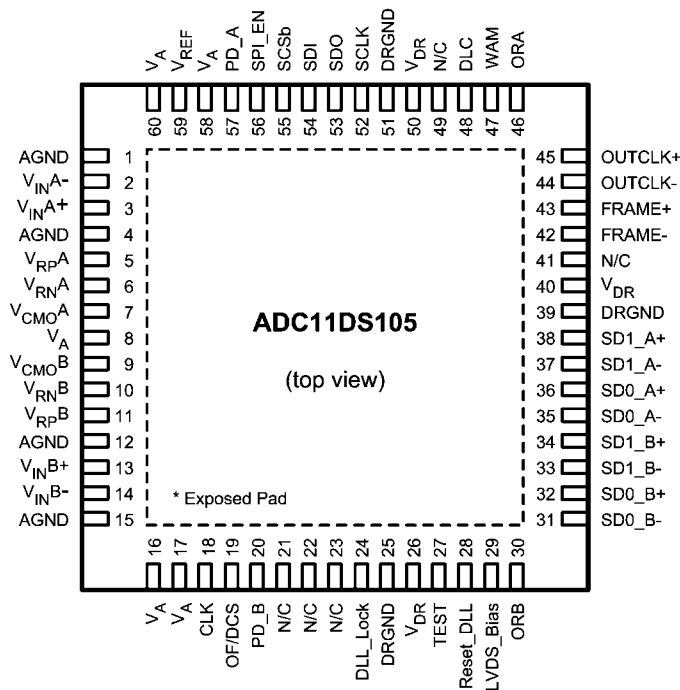 VA
VREF
VA
PD_A
SPI_EN
SCSb
SDI
SDO
SCLK
DRGND
VDR
N/C
DLC
WAM
ORA
60
59
58
57
56
55
54
53
52
51
50
49
48
47
46
AGND 1
VINA- 2
VINA+ 3
AGND 4
VRPA 5
VRNA 6
VCMOA 7
VA 8
VCMOB 9
VRNB 10
VRPB 11
AGND 12
VINB+ 13
VINB- 14
AGND 15
ADC11DS105
(top view)
* Exposed Pad
45 OUTCLK+
44 OUTCLK-
43 FRAME+
42 FRAME-
41 N/C
40 VDR
39 DRGND
38 SD1_A+
37 SD1_A-
36 SD0_A+
35 SD0_A-
34 SD1_B+
33 SD1_B-
32 SD0_B+
31 SD0_B-
16
17
18
19
20
21
22
23
24
25
26
27
28
29
30
VA
VA
CLK
OF/DCS
PD_B
N/C
N/C
N/C
DLL_Lock
DRGND
VDR
TEST
Reset_DLL
LVDS_Bias
ORB